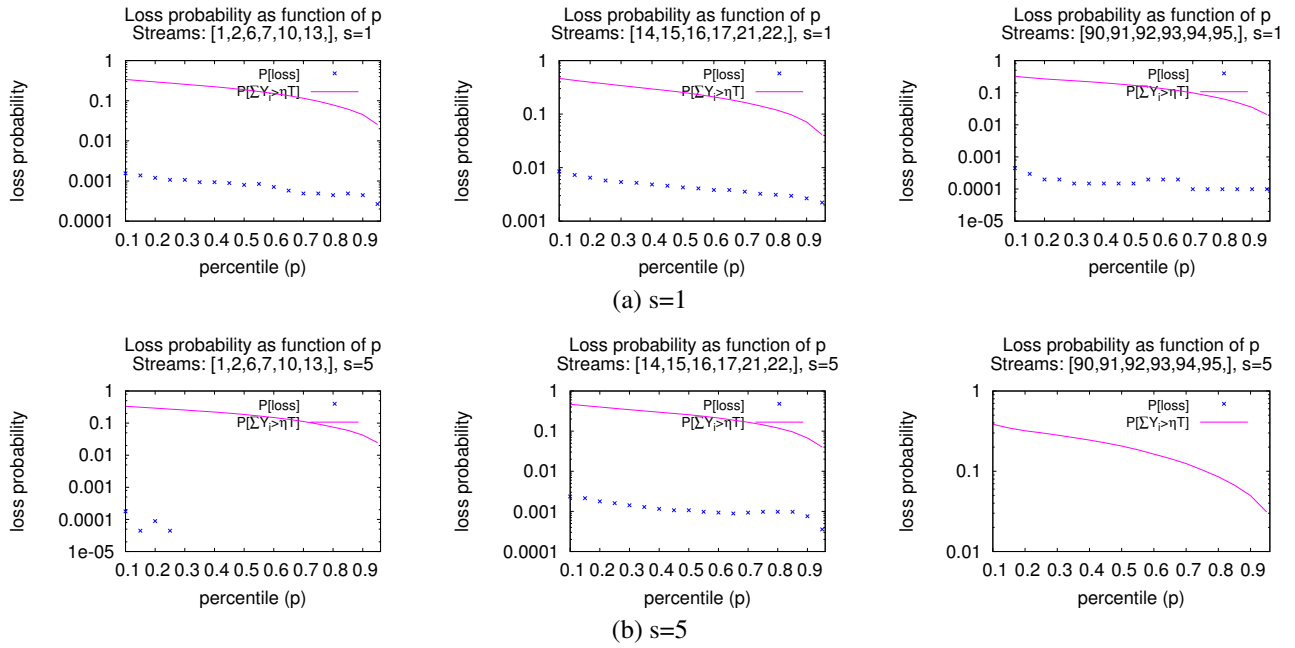 Loss probability as function of p
Streams: [1,2,6,7,10,13,], s=1
1
0.1
0.01
0.001
0.0001
loss probability
P[loss]
P[ΣY_i>ηT]
0.1 0.2 0.3 0.4 0.5 0.6 0.7 0.8 0.9
percentile (p)
Loss probability as function of p
Streams: [14,15,16,17,21,22,], s=1
1
0.1
0.01
0.001
loss probability
P[loss]
P[ΣY_i>ηT]
0.1 0.2 0.3 0.4 0.5 0.6 0.7 0.8 0.9
percentile (p)
Loss probability as function of p
Streams: [90,91,92,93,94,95,], s=1
1
0.1
0.01
0.001
0.0001
1e-05
loss probability
P[loss]
P[ΣY_i>ηT]
0.1 0.2 0.3 0.4 0.5 0.6 0.7 0.8 0.9
percentile (p)
(a) s=1
Loss probability as function of p
Streams: [1,2,6,7,10,13,], s=5
1
0.1
0.01
0.001
0.0001
1e-05
loss probability
P[loss]
P[ΣY_i>ηT]
0.1 0.2 0.3 0.4 0.5 0.6 0.7 0.8 0.9
percentile (p)
Loss probability as function of p
Streams: [14,15,16,17,21,22,], s=5
1
0.1
0.01
0.001
0.0001
loss probability
P[loss]
P[ΣY_i>ηT]
0.1 0.2 0.3 0.4 0.5 0.6 0.7 0.8 0.9
percentile (p)
Loss probability as function of p
Streams: [90,91,92,93,94,95,], s=5
1
0.1
0.01
loss probability
P[loss]
P[ΣY_i>ηT]
0.1 0.2 0.3 0.4 0.5 0.6 0.7 0.8 0.9
percentile (p)
(b) s=5